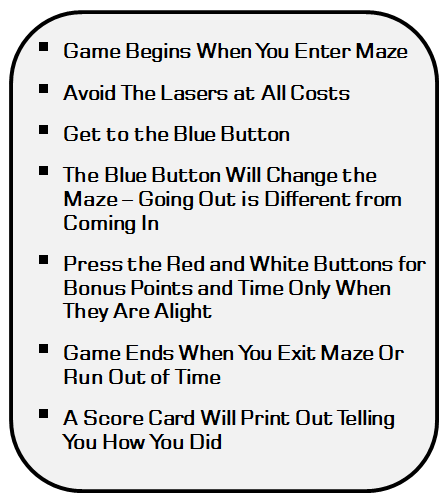 ▪ Game Begins When You Enter Maze
▪ Avoid The Lasers at All Costs
▪ Get to the Blue Button
▪ The Blue Button Will Change the
Maze – Going Out is Different from
Coming In
▪ Press the Red and White Buttons for
Bonus Points and Time Only When
They Are Alight
▪ Game Ends When You Exit Maze Or
Run Out of Time
▪ A Score Card Will Print Out Telling
You How You Did